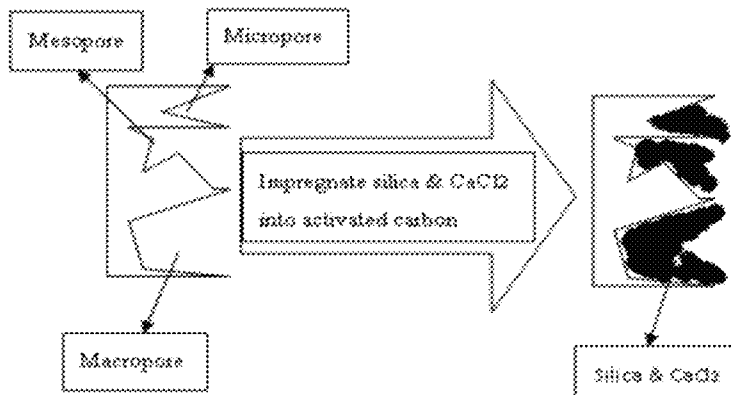 Mesopore
Micropore
Impregnate silica & CaCl2
into activated carbon
Macropore
Silica & CaCl2